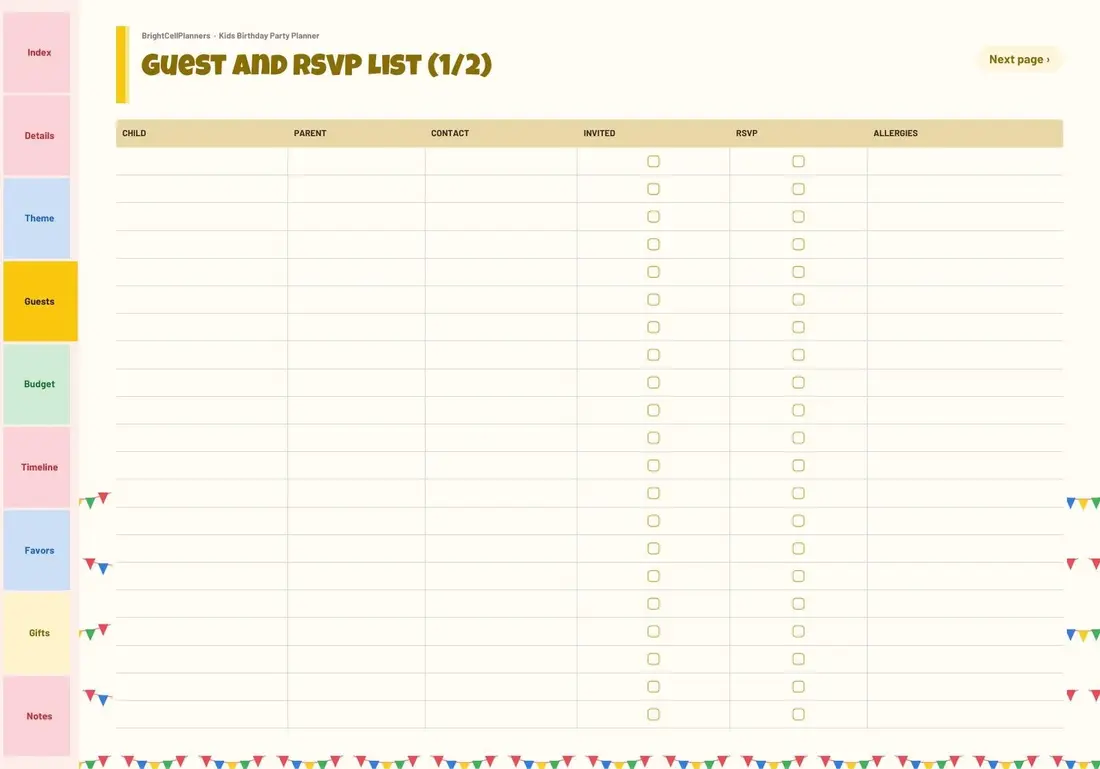 Index
Details
Theme
Guests
Budget
Timeline
Favors
Gifts
Notes
BrightCellPlanners · Kids Birthday Party Planner
Guest and RSVP List (1/2)
Next page ›
CHILD PARENT CONTACT INVITED RSVP ALLERGIES